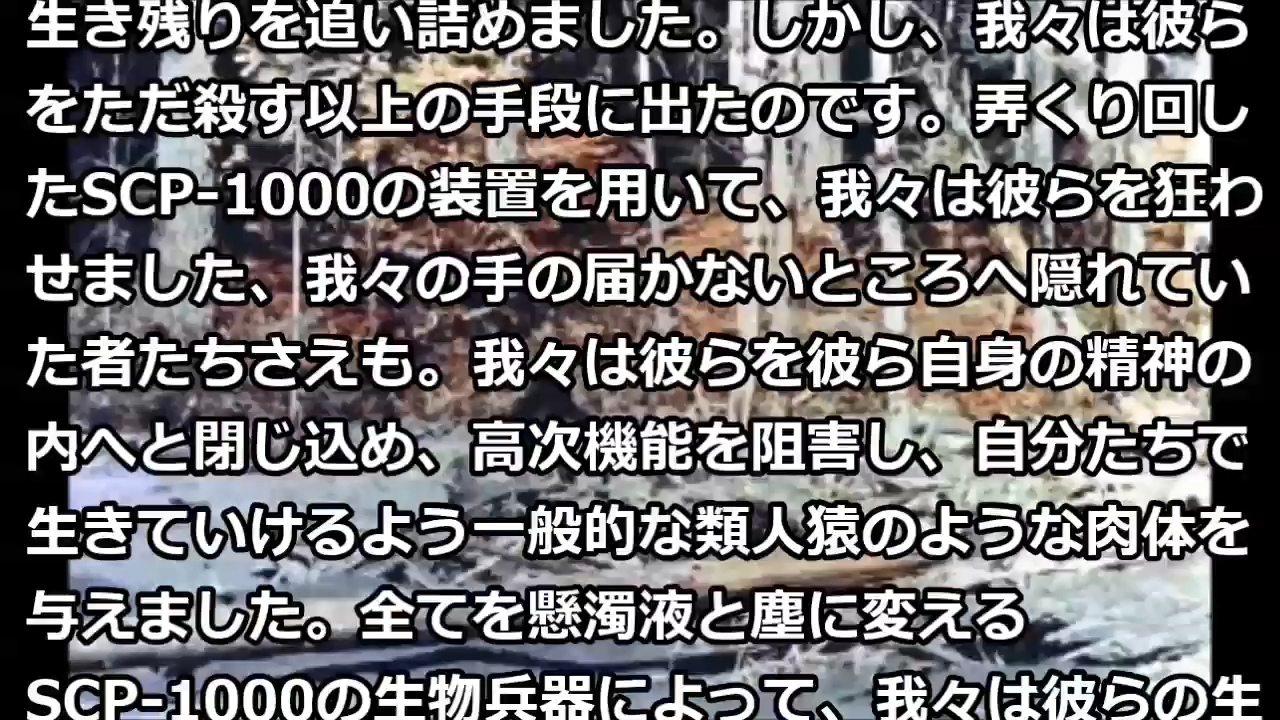 生き残りを追い詰めました。しかし、我々は彼ら
をただ殺す以上の手段に出たのです。弄くり回し
たSCP-1000の装置を用いて、我々は彼らを狂わ
せました、我々の手の届かないところへ隠れてい
た者たちさえも。我々は彼らを彼ら自身の精神の
内へと閉じ込め、高次機能を阻害し、自分たちで
生きていけるよう一般的な類人猿のような肉体を
与えました。全てを懸濁液と塵に変える
SCP-1000の生物兵器によって、我々は彼らの生